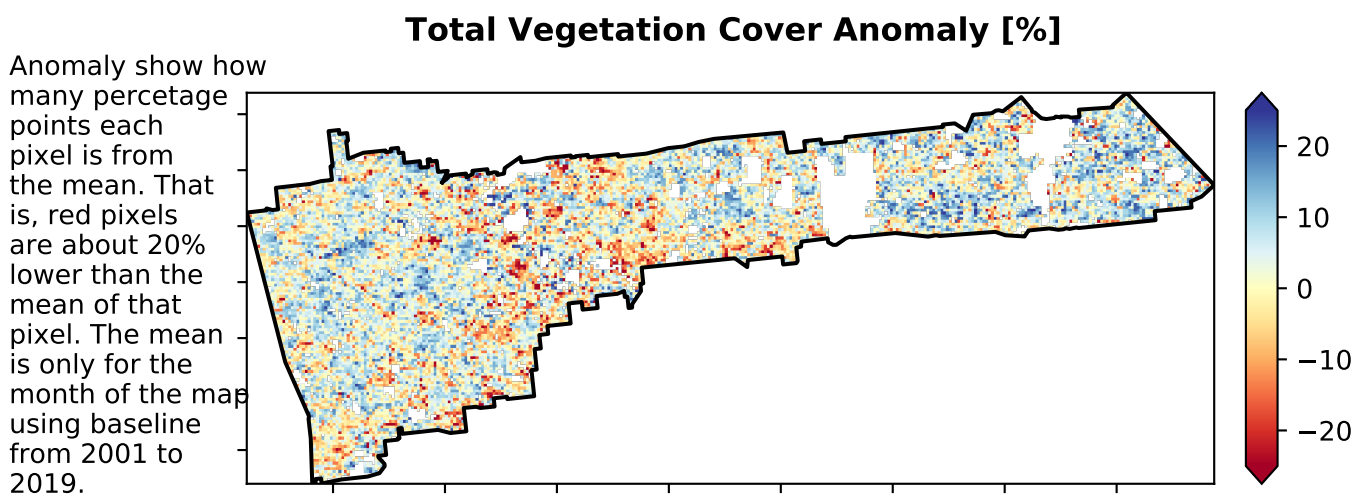 Total Vegetation Cover Anomaly [%]
Anomaly show how
many percetage
points each
pixel is from
the mean. That
is, red pixels
are about 20%
lower than the
mean of that
pixel. The mean
is only for the
month of the map
using baseline
from 2001 to
2019.
20
10
0
−10
−20